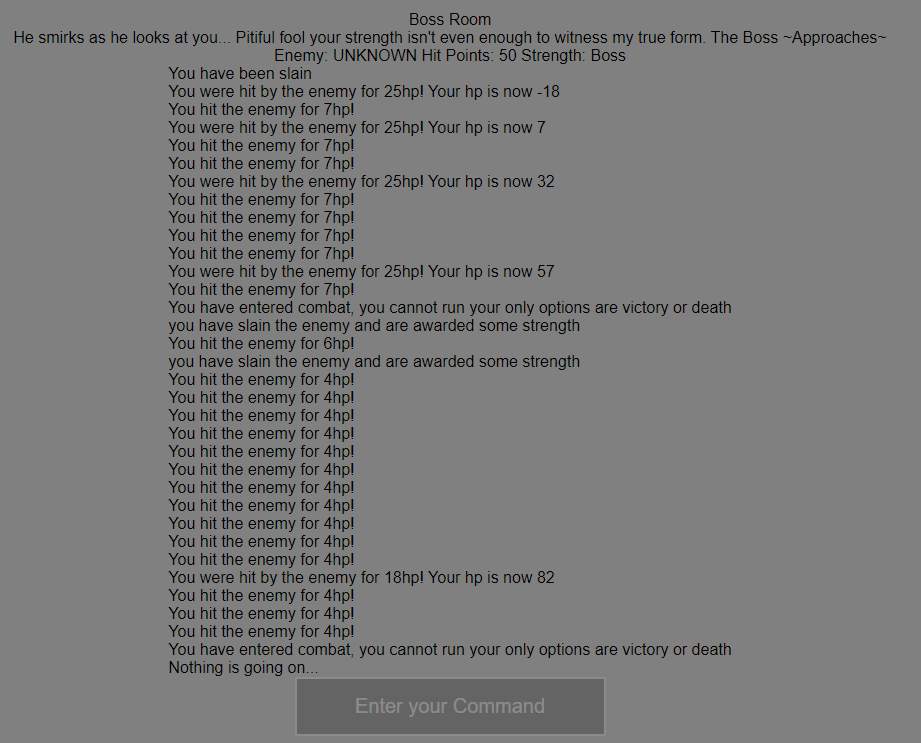 Boss Room
He smirks as he looks at you... Pitiful fool your strength isn't even enough to witness my true form. The Boss ~Approaches~
Enemy: UNKNOWN Hit Points: 50 Strength: Boss
You have been slain
You were hit by the enemy for 25hp! Your hp is now -18
You hit the enemy for 7hp!
You were hit by the enemy for 25hp! Your hp is now 7
You hit the enemy for 7hp!
You hit the enemy for 7hp!
You were hit by the enemy for 25hp! Your hp is now 32
You hit the enemy for 7hp!
You hit the enemy for 7hp!
You hit the enemy for 7hp!
You hit the enemy for 7hp!
You were hit by the enemy for 25hp! Your hp is now 57
You hit the enemy for 7hp!
You have entered combat, you cannot run your only options are victory or death
you have slain the enemy and are awarded some strength
You hit the enemy for 6hp!
you have slain the enemy and are awarded some strength
You hit the enemy for 4hp!
You hit the enemy for 4hp!
You hit the enemy for 4hp!
You hit the enemy for 4hp!
You hit the enemy for 4hp!
You hit the enemy for 4hp!
You hit the enemy for 4hp!
You hit the enemy for 4hp!
You hit the enemy for 4hp!
You hit the enemy for 4hp!
You hit the enemy for 4hp!
You were hit by the enemy for 18hp! Your hp is now 82
You hit the enemy for 4hp!
You hit the enemy for 4hp!
You hit the enemy for 4hp!
You have entered combat, you cannot run your only options are victory or death
Nothing is going on...
Enter your Command